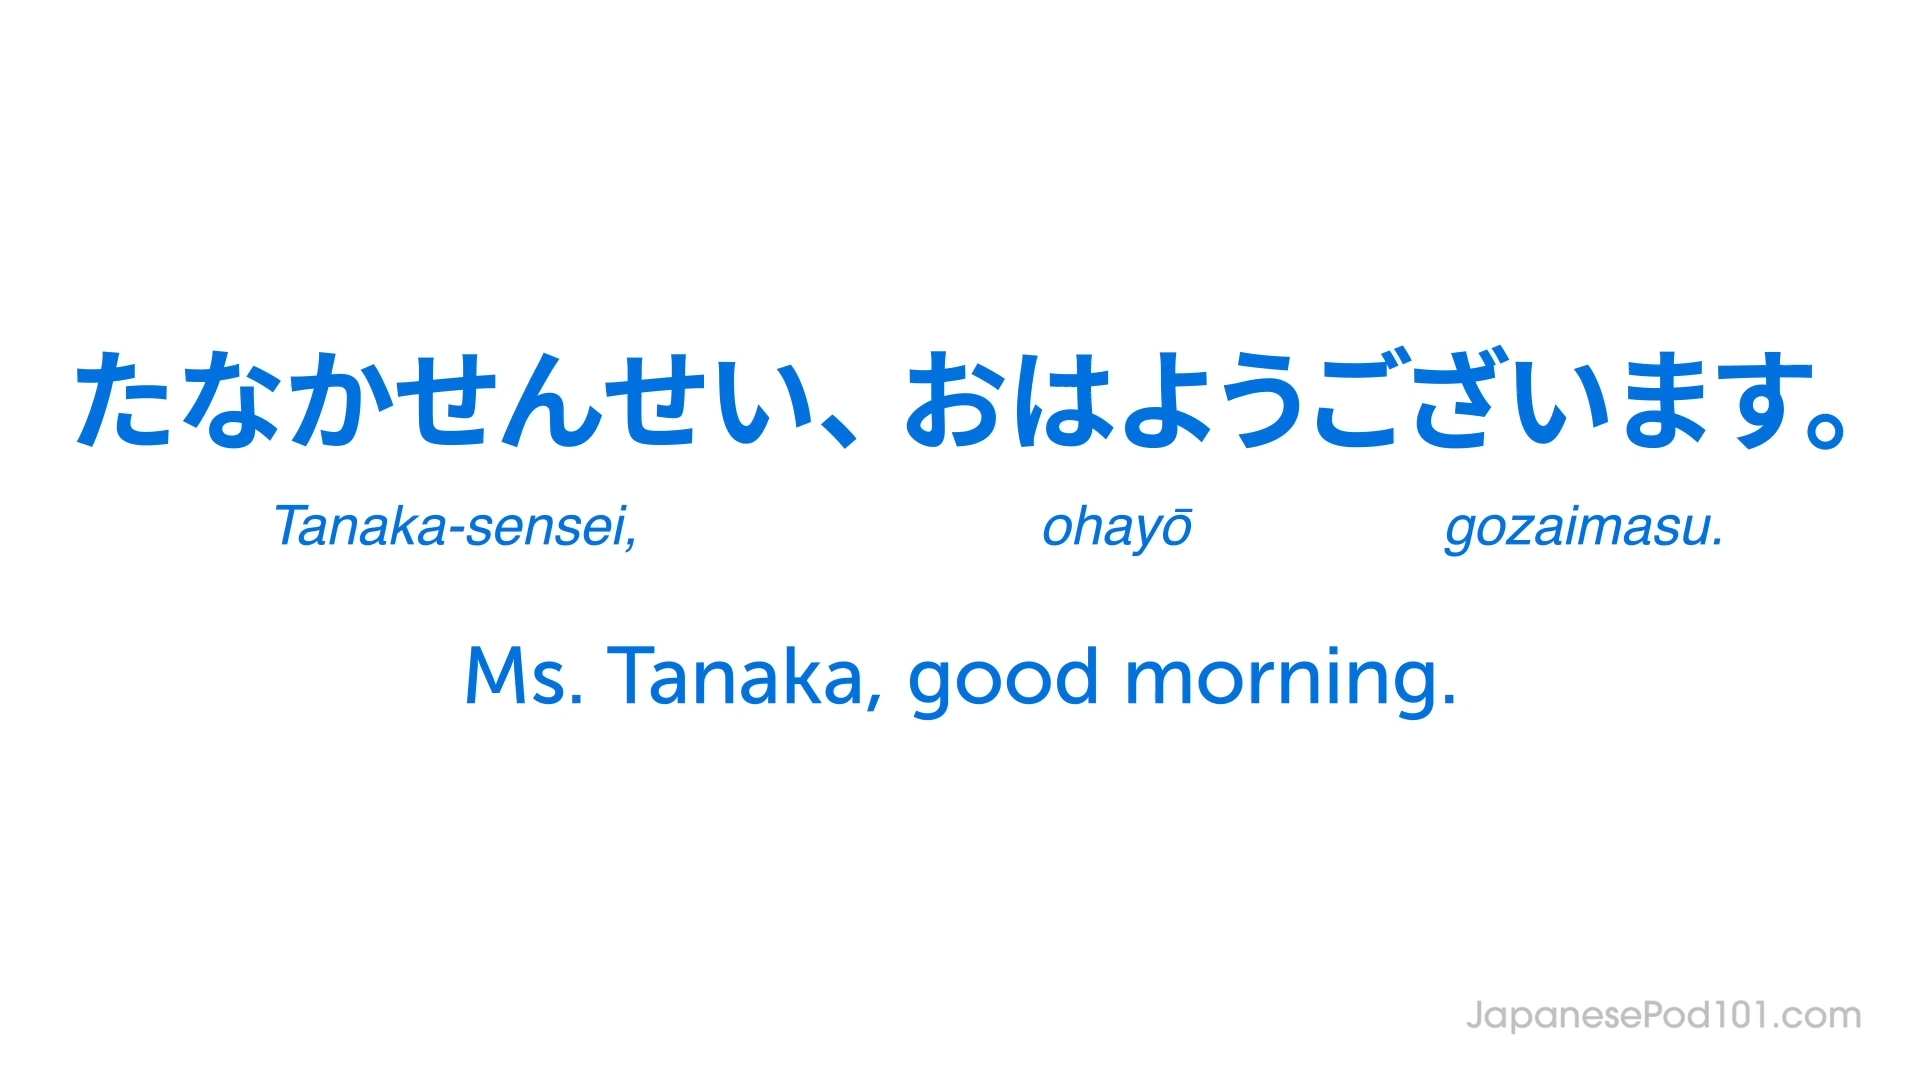 たなかせんせい、おはようございます。
Tanaka-sensei, ohayō gozaimasu.
Ms. Tanaka, good morning.
JapanesePod101.com